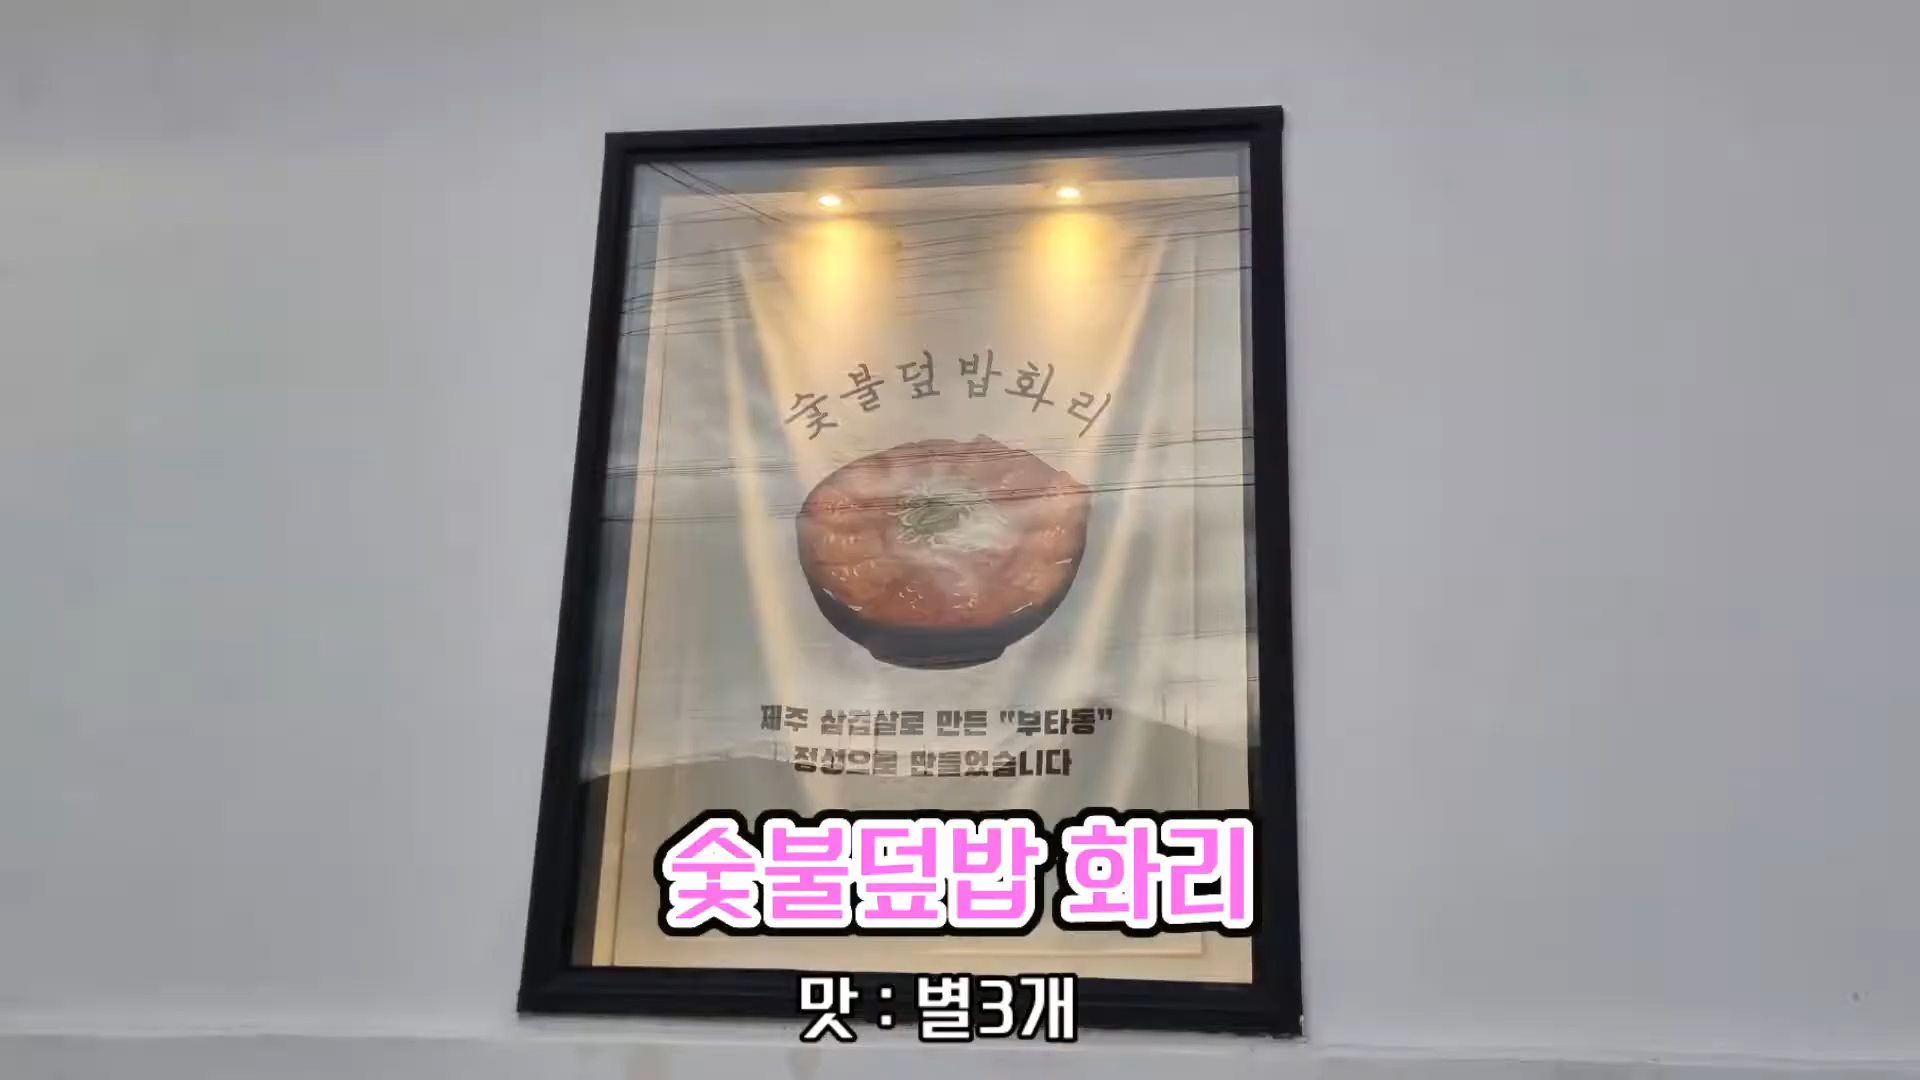 숯불덮밥화리
제주 삼겹살로 만든 "부타동"
정성으로 만들었습니다
숯불덮밥 화리
맛 : 별3개